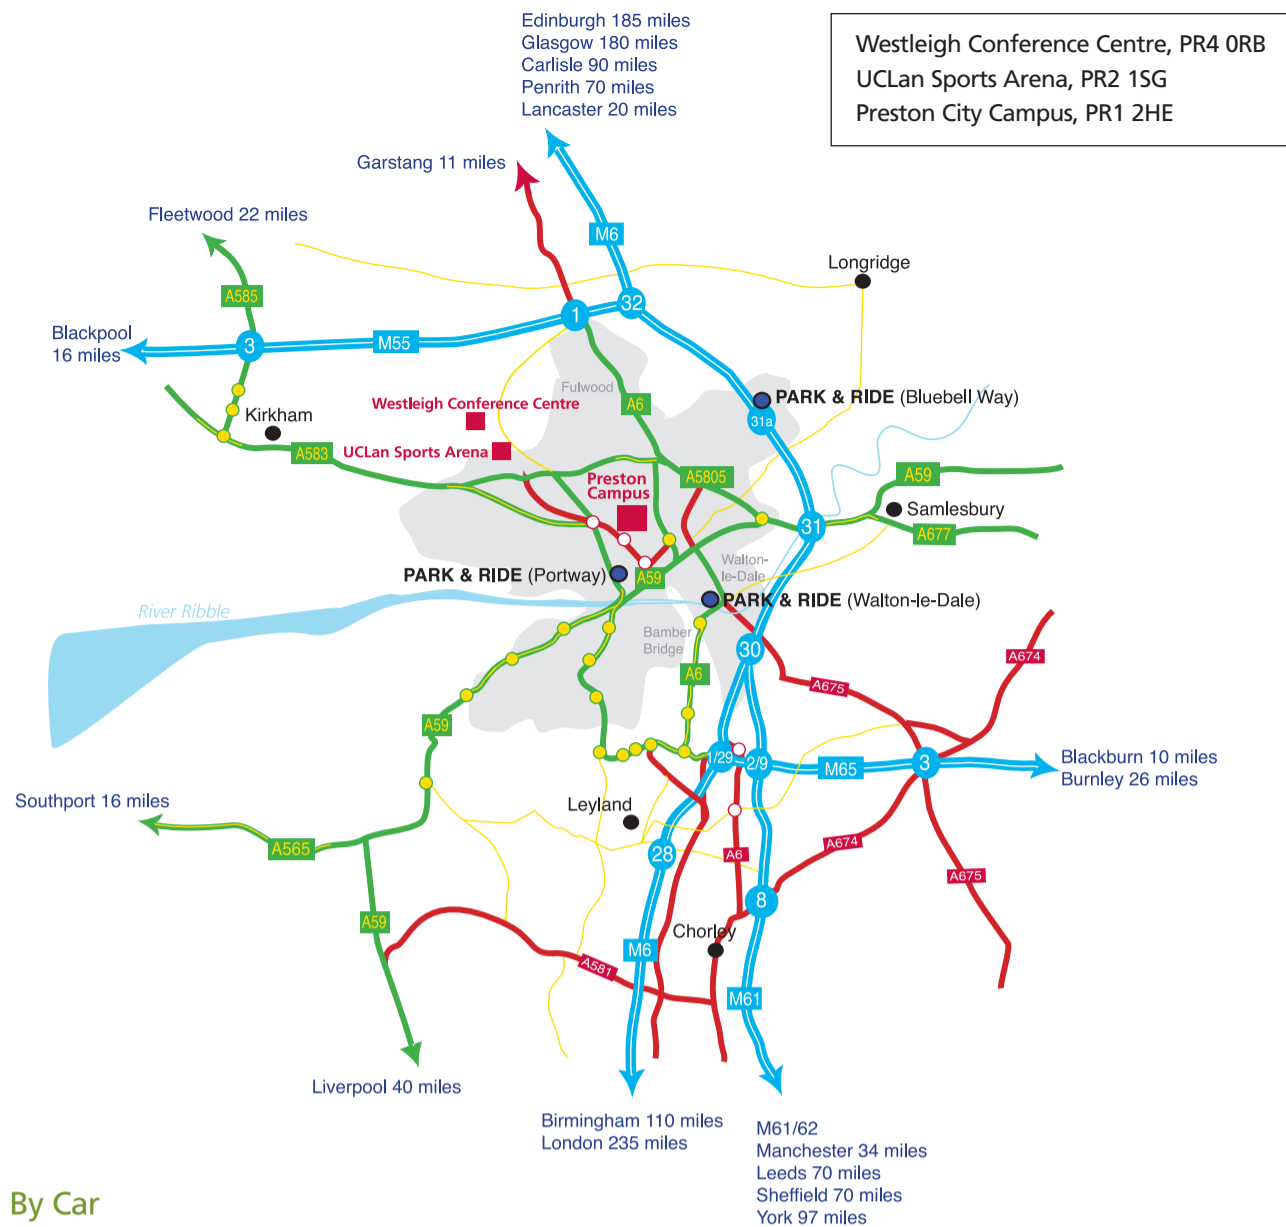 Edinburgh 185 miles
Glasgow 180 miles
Carlisle 90 miles
Penrith 70 miles
Lancaster 20 miles
Westleigh Conference Centre, PR4 0RB
UCLan Sports Arena, PR2 1SG
Preston City Campus, PR1 2HE
Garstang 11 miles
Fleetwood 22 miles
M6
Longridge
A585
32
1
Blackpool
16 miles
3
M55
Fulwood
A6
PARK & RIDE (Bluebell Way)
Westleigh Conference Centre
Kirkham
31a
UCLan Sports Arena
A583
Preston
Campus
A5805
A59
Samlesbury
31
A677
Walton-
le-Dale
PARK & RIDE (Portway)
A59
PARK & RIDE (Walton-le-Dale)
River Ribble
Bamber
Bridge
30
A674
A6
A675
A59
1/29
2/9
M65
3
Blackburn 10 miles
Burnley 26 miles
Southport 16 miles
Leyland
A565
28
A6
A674
A675
8
A59
Chorley
M6
A581
M61
Liverpool 40 miles
Birmingham 110 miles
London 235 miles
M61/62
Manchester 34 miles
Leeds 70 miles
Sheffield 70 miles
York 97 miles
By Car